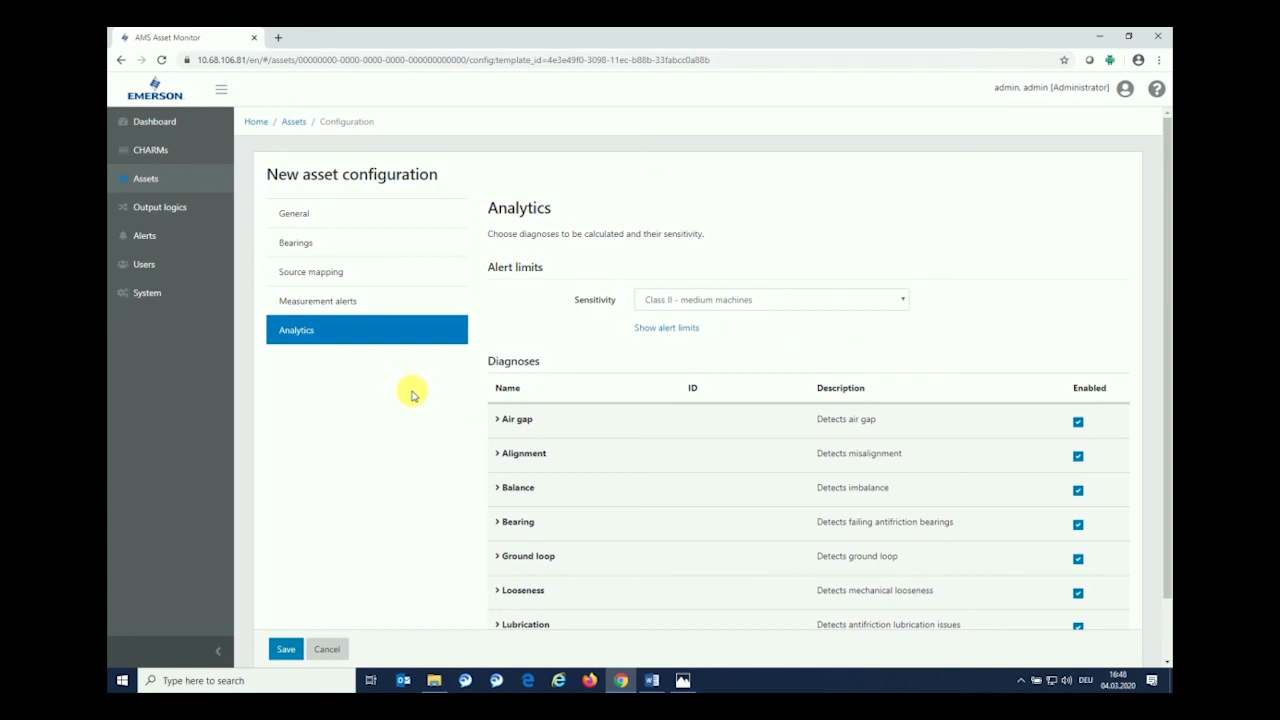 AMS Asset Monitor
10.68.106.81/en/#/assets/00000000-0000-0000-0000-000000000000/config;template_id=4e3e49f0-3098-11ec-b88b-33fabcc0a88b
EMERSON
admin, admin [Administrator]
Dashboard
CHARMs
Assets
Output logics
Alerts
Users
System
Home / Assets / Configuration
New asset configuration
General
Bearings
Source mapping
Measurement alerts
Analytics
Analytics
Choose diagnoses to be calculated and their sensitivity.
Alert limits
Sensitivity Class II - medium machines
Show alert limits
Diagnoses
Name ID Description Enabled
Air gap Detects air gap
Alignment Detects misalignment
Balance Detects imbalance
Bearing Detects failing antifriction bearings
Ground loop Detects ground loop
Looseness Detects mechanical looseness
Lubrication Detects antifriction lubrication issues
Save Cancel
Type here to search
DEU
16:48
04.03.2020